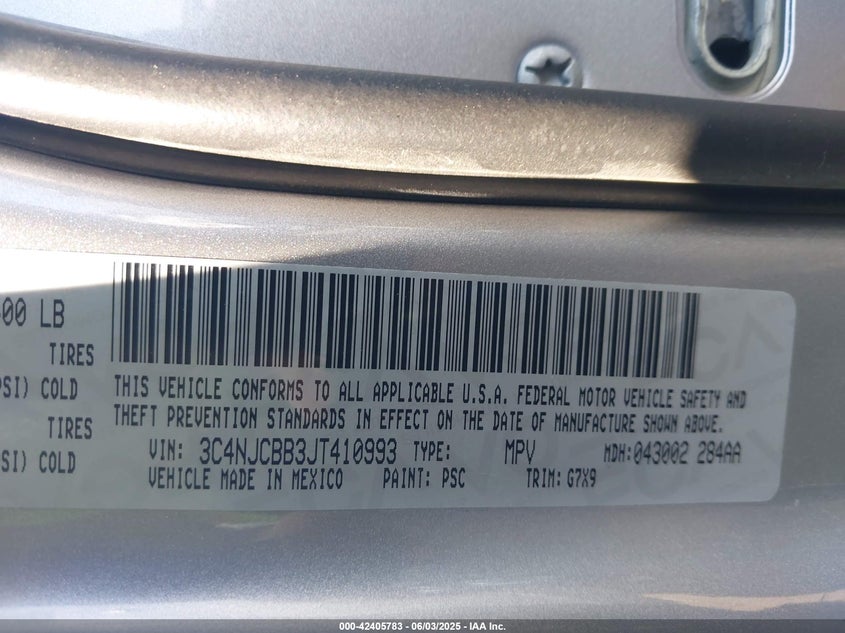 00 LB
TIRES
PSI) COLD
TIRES
SI) COLD
THIS VEHICLE CONFORMS TO ALL APPLICABLE U.S.A. FEDERAL MOTOR VEHICLE SAFETY AND
THEFT PREVENTION STANDARDS IN EFFECT ON THE DATE OF MANUFACTURE SHOWN ABOVE.
VIN: 3C4NJCBB3JT410993 TYPE: MPV MDH:043002 284AA
VEHICLE MADE IN MEXICO PAINT: PSC TRIM: G7X9
000-42405783 - 06/03/2025 - IAA Inc.